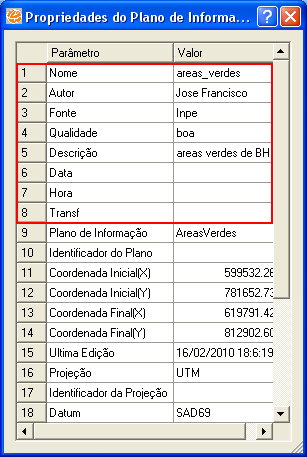 Propriedades do Plano de Informa...
Parâmetro Valor
1 Nome areas_verdes
2 Autor Jose Francisco
3 Fonte Inpe
4 Qualidade boa
5 Descrição areas verdes de BH
6 Data
7 Hora
8 Transf
9 Plano de Informação AreasVerdes
10 Identificador do Plano
11 Coordenada Inicial(X) 599532.26
12 Coordenada Inicial(Y) 781652.73
13 Coordenada Final(X) 619791.42
14 Coordenada Final(Y) 812902.60
15 Ultima Edição 16/02/2010 18:6:19
16 Projeção UTM
17 Identificador da Projeção
18 Datum SAD69